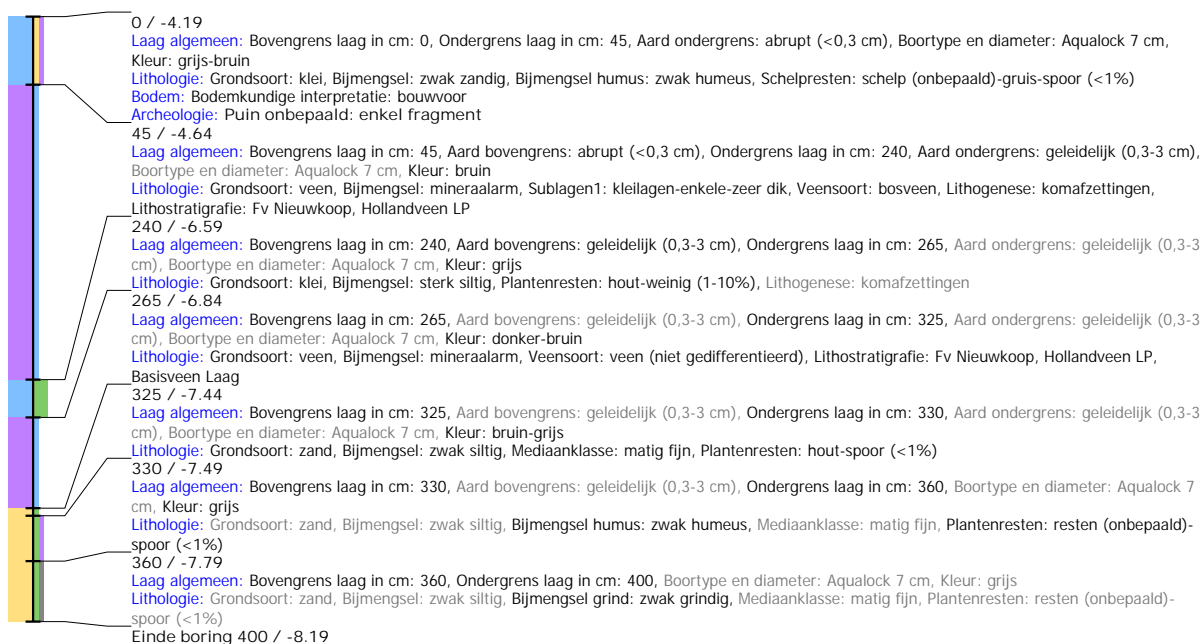 0 / -4.19
Laag algemeen: Bovengrens laag in cm: 0, Ondergrens laag in cm: 45, Aard ondergrens: abrupt (<0,3 cm), Boortype en diameter: Aqualock 7 cm,
Kleur: grijs-bruin
Lithologie: Grondsoort: klei, Bijmengsel: zwak zandig, Bijmengsel humus: zwak humeus, Schelpresten: schelp (onbepaald)-gruis-spoor (<1%)
Bodem: Bodemkundige interpretatie: bouwvoor
Archeologie: Puin onbepaald: enkel fragment
45 / -4.64
Laag algemeen: Bovengrens laag in cm: 45, Aard bovengrens: abrupt (<0,3 cm), Ondergrens laag in cm: 240, Aard ondergrens: geleidelijk (0,3-3 cm),
Boortype en diameter: Aqualock 7 cm, Kleur: bruin
Lithologie: Grondsoort: veen, Bijmengsel: mineraalarm, Sublagen1: kleilagen-enkele-zeer dik, Veensoort: bosveen, Lithogenese: komafzettingen,
Lithostratigrafie: Fv Nieuwkoop, Hollandveen LP
240 / -6.59
Laag algemeen: Bovengrens laag in cm: 240, Aard bovengrens: geleidelijk (0,3-3 cm), Ondergrens laag in cm: 265, Aard ondergrens: geleidelijk (0,3-3
cm), Boortype en diameter: Aqualock 7 cm, Kleur: grijs
Lithologie: Grondsoort: klei, Bijmengsel: sterk siltig, Plantenresten: hout-weinig (1-10%), Lithogenese: komafzettingen
265 / -6.84
Laag algemeen: Bovengrens laag in cm: 265, Aard bovengrens: geleidelijk (0,3-3 cm), Ondergrens laag in cm: 325, Aard ondergrens: geleidelijk (0,3-3
cm), Boortype en diameter: Aqualock 7 cm, Kleur: donker-bruin
Lithologie: Grondsoort: veen, Bijmengsel: mineraalarm, Veensoort: veen (niet gedifferentieerd), Lithostratigrafie: Fv Nieuwkoop, Hollandveen LP,
Basisveen Laag
325 / -7.44
Laag algemeen: Bovengrens laag in cm: 325, Aard bovengrens: geleidelijk (0,3-3 cm), Ondergrens laag in cm: 330, Aard ondergrens: geleidelijk (0,3-3
cm), Boortype en diameter: Aqualock 7 cm, Kleur: bruin-grijs
Lithologie: Grondsoort: zand, Bijmengsel: zwak siltig, Mediaanklasse: matig fijn, Plantenresten: hout-spoor (<1%)
330 / -7.49
Laag algemeen: Bovengrens laag in cm: 330, Aard bovengrens: geleidelijk (0,3-3 cm), Ondergrens laag in cm: 360, Boortype en diameter: Aqualock 7
cm, Kleur: grijs
Lithologie: Grondsoort: zand, Bijmengsel: zwak siltig, Bijmengsel humus: zwak humeus, Mediaanklasse: matig fijn, Plantenresten: resten (onbepaald)-
spoor (<1%)
360 / -7.79
Laag algemeen: Bovengrens laag in cm: 360, Ondergrens laag in cm: 400, Boortype en diameter: Aqualock 7 cm, Kleur: grijs
Lithologie: Grondsoort: zand, Bijmengsel: zwak siltig, Bijmengsel grind: zwak grindig, Mediaanklasse: matig fijn, Plantenresten: resten (onbepaald)-
spoor (<1%)
Einde boring 400 / -8.19